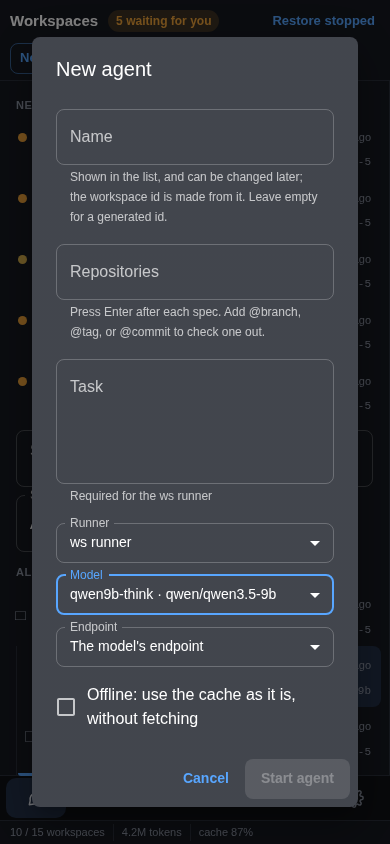 Workspaces 5 waiting for you Restore stopped
New agent
Name
Shown in the list, and can be changed later;
the workspace id is made from it. Leave empty
for a generated id.
Repositories
Press Enter after each spec. Add @branch,
@tag, or @commit to check one out.
Task
Required for the ws runner
Runner
ws runner
Model
qwen9b-think · qwen/qwen3.5-9b
Endpoint
The model's endpoint
Offline: use the cache as it is,
without fetching
Cancel Start agent
10 / 15 workspaces 4.2M tokens cache 87%